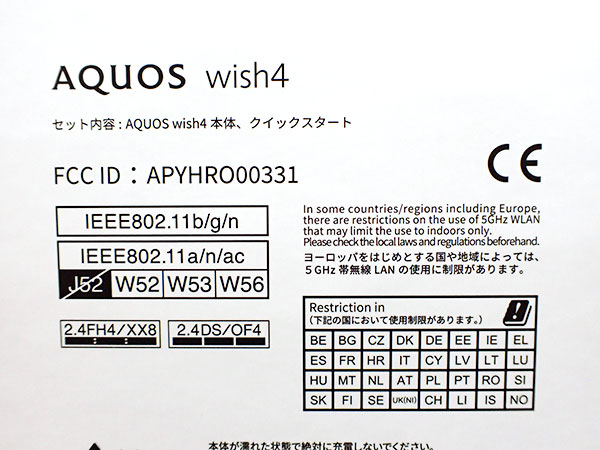 AQUOS wish4
セット内容 : AQUOS wish4 本体、クイックスタート
FCC ID：APYHRO00331
CE
IEEE802.11b/g/n
IEEE802.11a/n/ac
J52 W52 W53 W56
2.4FH4/XX8 2.4DS/OF4
In some countries/regions including Europe,
there are restrictions on the use of 5GHz WLAN
that may limit the use to indoors only.
Please check the local laws and regulations beforehand.
ヨーロッパをはじめとする国や地域によっては、
５GHz 帯無線 LAN の使用に制限があります。
Restriction in
（下記の国において使用制限があります。）
BE BG CZ DK DE EE IE EL
ES FR HR IT CY LV LT LU
HU MT NL AT PL PT RO SI
SK FI SE UK(NI) CH LI IS NO
本体が濡れた状態で絶対に充電しないでください。